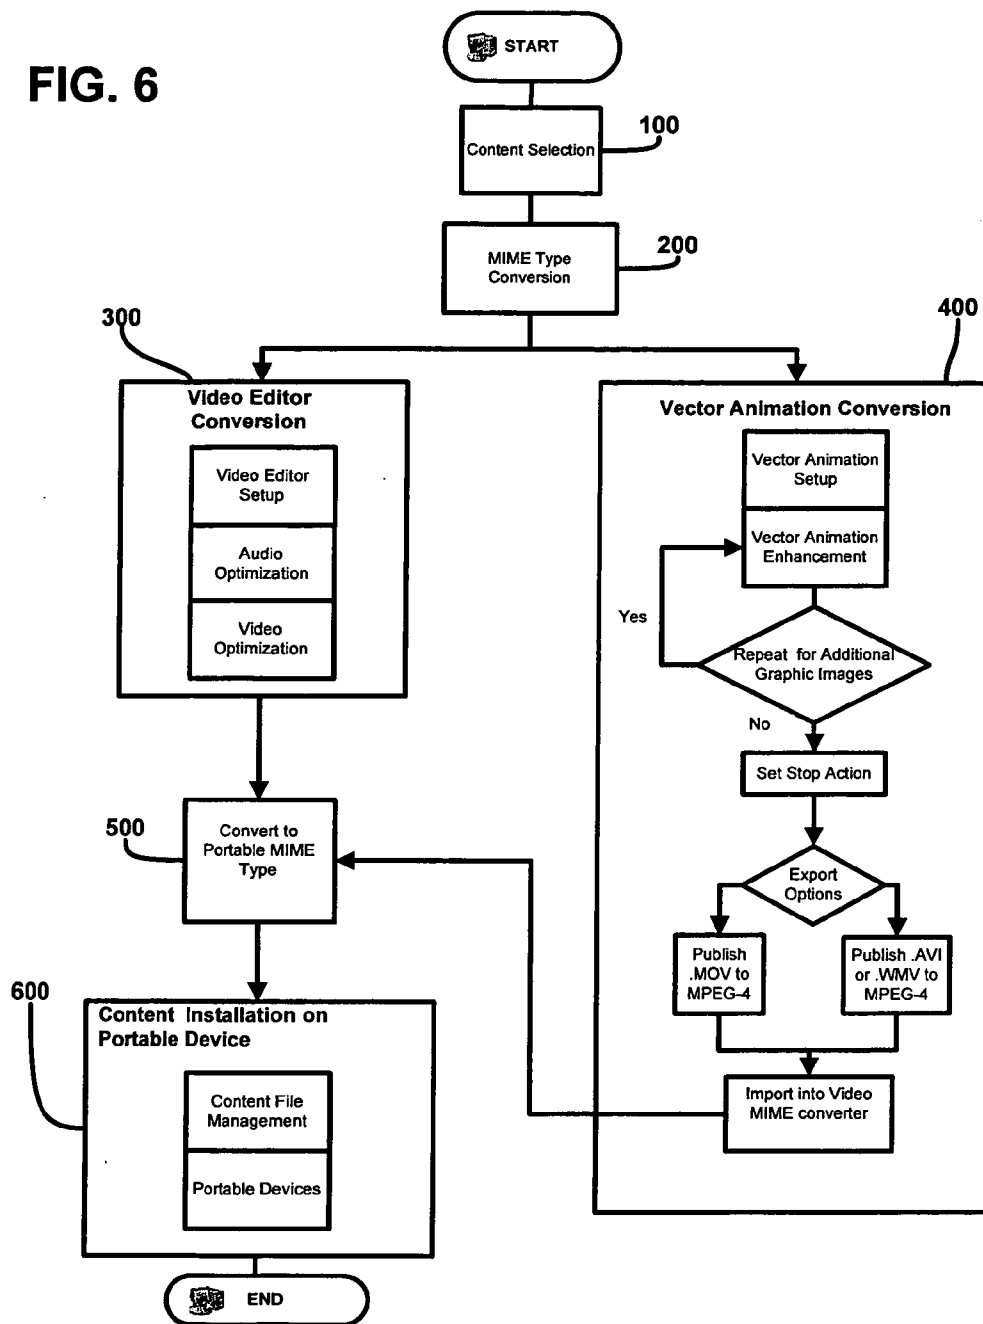 FIG. 6
START
100
Content Selection
200
MIME Type
Conversion
300
Video Editor
Conversion
Video Editor
Setup
Audio
Optimization
Video
Optimization
400
Vector Animation Conversion
Vector Animation
Setup
Vector Animation
Enhancement
Yes
Repeat for Additional
Graphic Images
No
Set Stop Action
Export
Options
Publish
.MOV to
MPEG-4
Publish .AVI
or .WMV to
MPEG-4
Import into Video
MIME converter
500
Convert to
Portable MIME
Type
600
Content Installation on
Portable Device
Content File
Management
Portable Devices
END